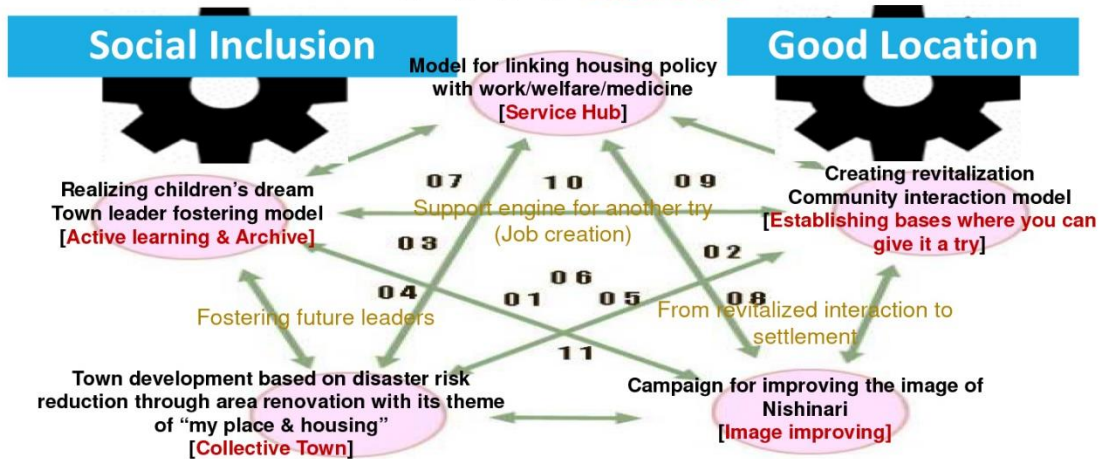 Social Inclusion
Good Location
Model for linking housing policy
with work/welfare/medicine
[Service Hub]
Realizing children's dream
Town leader fostering model
[Active learning & Archive]
Creating revitalization
Community interaction model
[Establishing bases where you can
give it a try]
07
10
09
Support engine for another try
(Job creation)
03
02
06
04
01
05
08
Fostering future leaders
From revitalized interaction to
settlement
11
Town development based on disaster risk
reduction through area renovation with its theme
of “my place & housing”
[Collective Town]
Campaign for improving the image of
Nishinari
[Image improving]